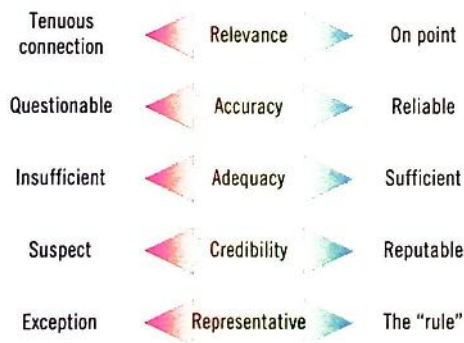 Tenuous connection Relevance On point
Questionable Accuracy Reliable
Insufficient Adequacy Sufficient
Suspect Credibility Reputable
Exception Representative The "rule"